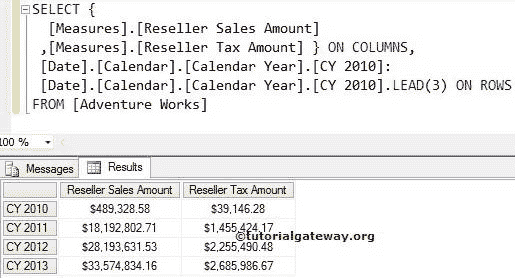 SELECT {
[Measures].[Reseller Sales Amount]
,[Measures].[Reseller Tax Amount] } ON COLUMNS,
[Date].[Calendar].[Calendar Year].[CY 2010]:
[Date].[Calendar].[Calendar Year].[CY 2010].LEAD(3) ON ROWS
FROM [Adventure Works]
100 %
Messages Results
Reseller Sales Amount Reseller Tax Amount
CY 2010 $489,328.58 $39,146.28
CY 2011 $18,192,802.71 $1,455,424.17
©tutorialgateway.org
CY 2012 $28,193,631.53 $2,255,490.48
CY 2013 $33,574,834.16 $2,685,986.67